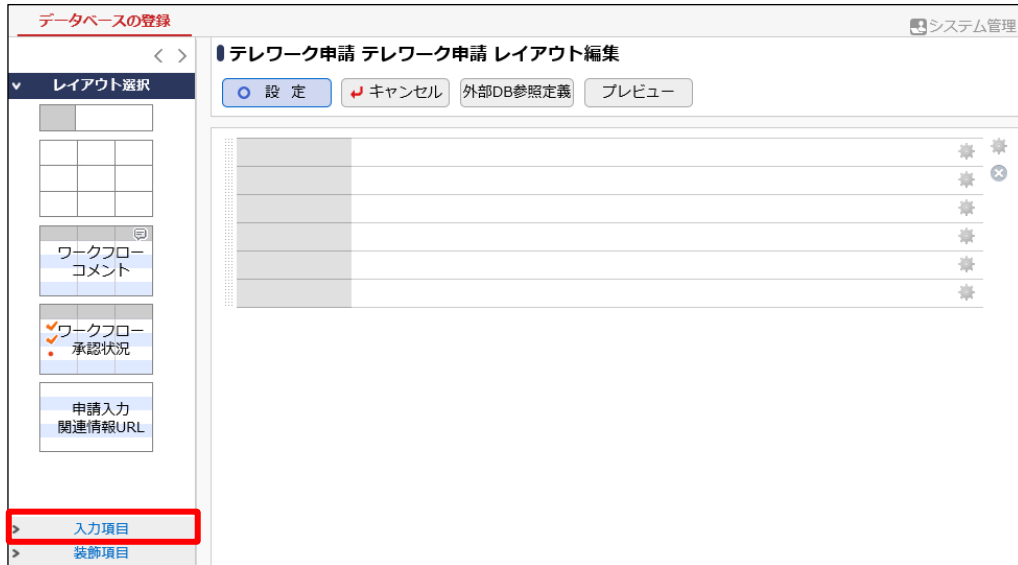 データベースの登録
システム管理
レイアウト選択
テレワーク申請 テレワーク申請 レイアウト編集
設 定
キャンセル
外部DB参照定義
プレビュー
ワークフロー
コメント
ワークフロー
承認状況
申請入力
関連情報URL
入力項目
装飾項目